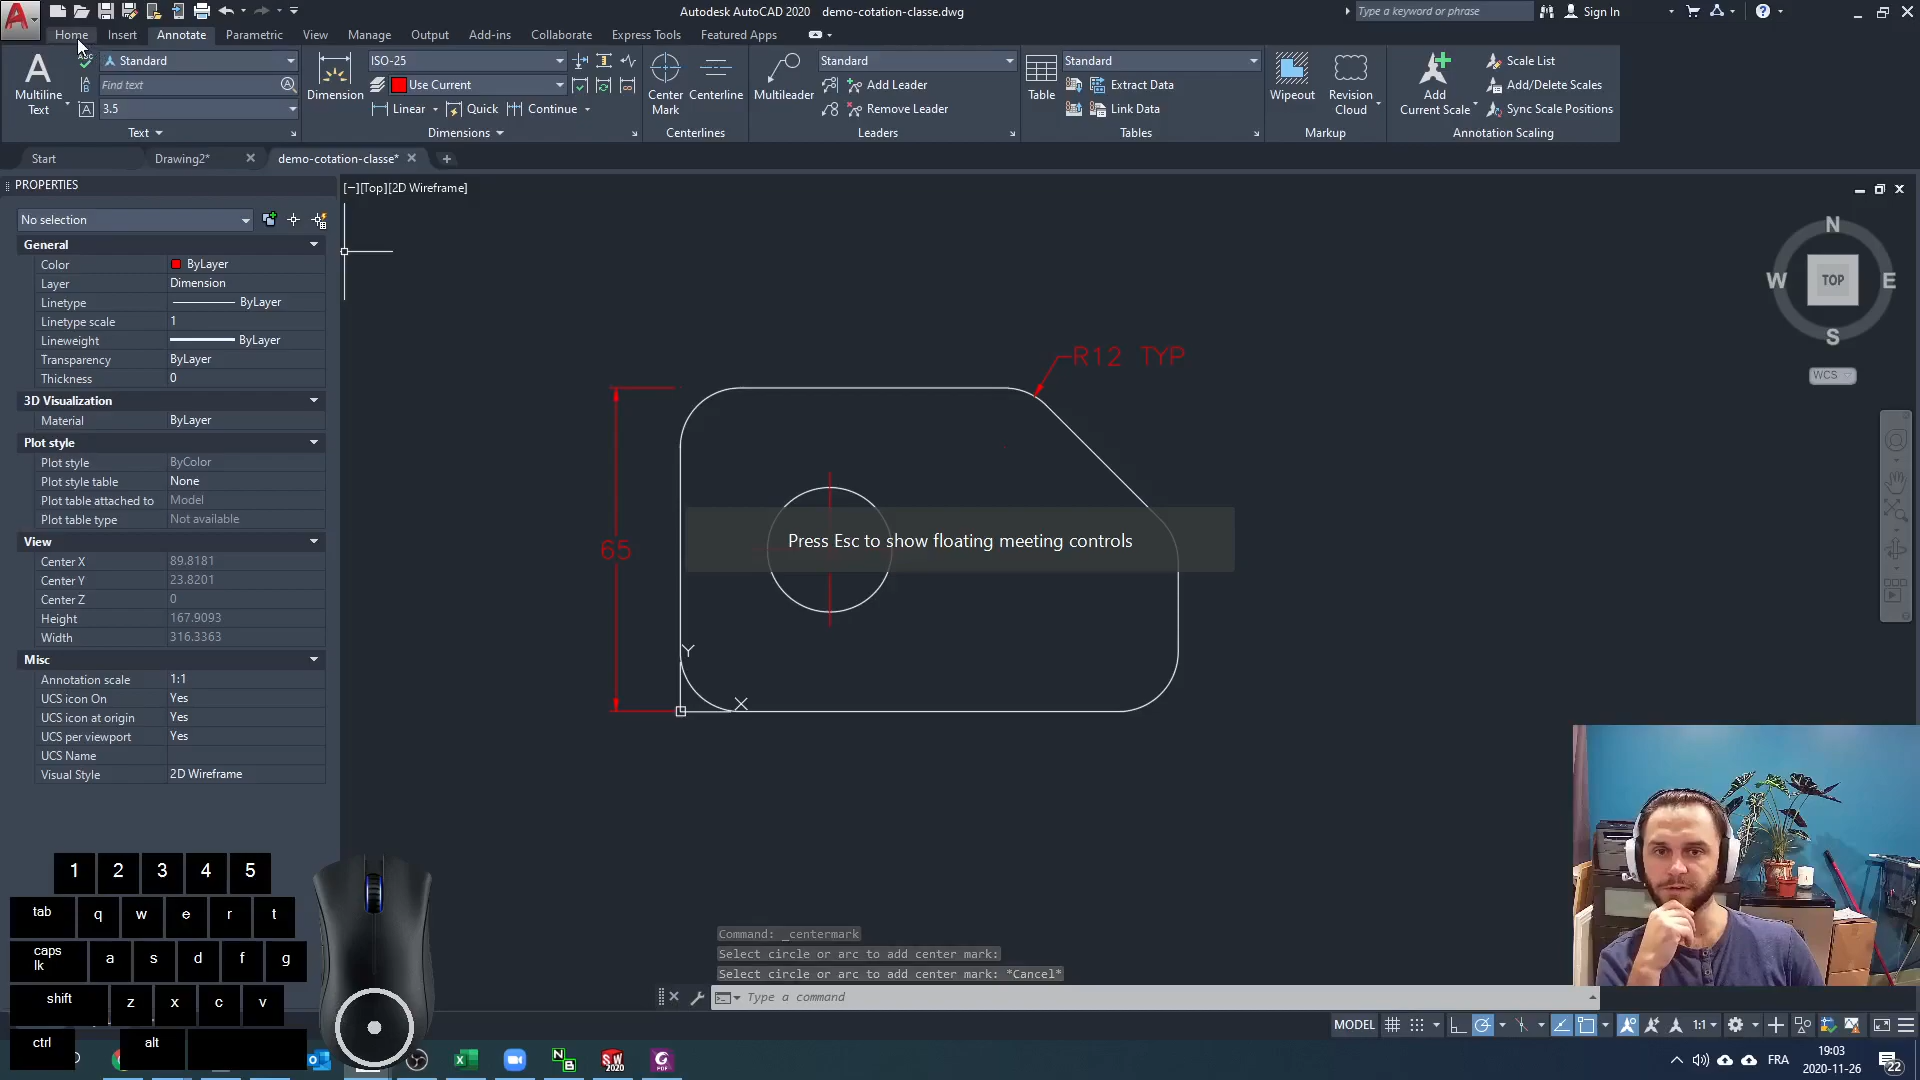 Autodesk AutoCAD 2020 demo-cotation-classe.dwg
Type a keyword or phrase
Sign In
Home Insert Annotate Parametric View Manage Output Add-ins Collaborate Express Tools Featured Apps
Multiline Text
Standard
Find text
3.5
Text
Dimension
ISO-25
Use Current
Linear Quick Continue
Dimensions
Center Mark
Centerline
Centerlines
Multileader
Standard
Add Leader
Remove Leader
Leaders
Table
Standard
Extract Data
Link Data
Tables
Wipeout
Revision Cloud
Markup
Add Current Scale
Scale List
Add/Delete Scales
Sync Scale Positions
Annotation Scaling
Start Drawing2* demo-cotation-classe*
PROPERTIES
[−][Top][2D Wireframe]
No selection
General
Color ByLayer
Layer Dimension
Linetype ByLayer
Linetype scale 1
Lineweight ByLayer
Transparency ByLayer
Thickness 0
3D Visualization
Material ByLayer
Plot style
Plot style ByColor
Plot style table None
Plot table attached to Model
Plot table type Not available
View
Center X 89.8181
Center Y 23.8201
Center Z 0
Height 167.9093
Width 316.3363
Misc
Annotation scale 1:1
UCS icon On Yes
UCS icon at origin Yes
UCS per viewport Yes
UCS Name
Visual Style 2D Wireframe
N
W TOP E
S
WCS
R12 TYP
65
Press Esc to show floating meeting controls
Y
X
Command: _centermark
Select circle or arc to add center mark:
Select circle or arc to add center mark: *Cancel*
Type a command
1 2 3 4 5
tab q w e r t
caps lk a s d f g
shift z x c v
ctrl alt
MODEL 1:1
FRA
19:03
2020-11-26
22